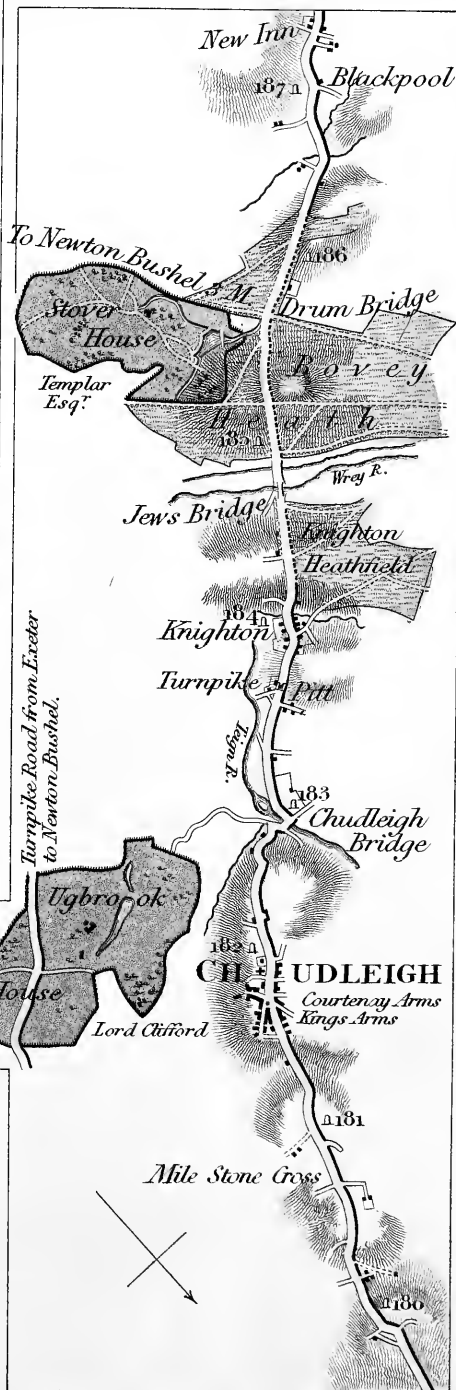 New Inn
Blackpool
187
To Newton Bushel 3 M
186
Drum Bridge
Stover
House
Templar
Esqr.
Bovey
Heath
185
Wrey R.
Jews Bridge
Knighton
Heathfield
184
Knighton
Turnpike
Pitt
Teign R.
183
Chudleigh
Bridge
Turnpike Road from Exeter
to Newton Bushel.
Ugbrook
House
Lord Clifford
182
CHUDLEIGH
Courtenay Arms
Kings Arms
181
Mile Stone Cross
180